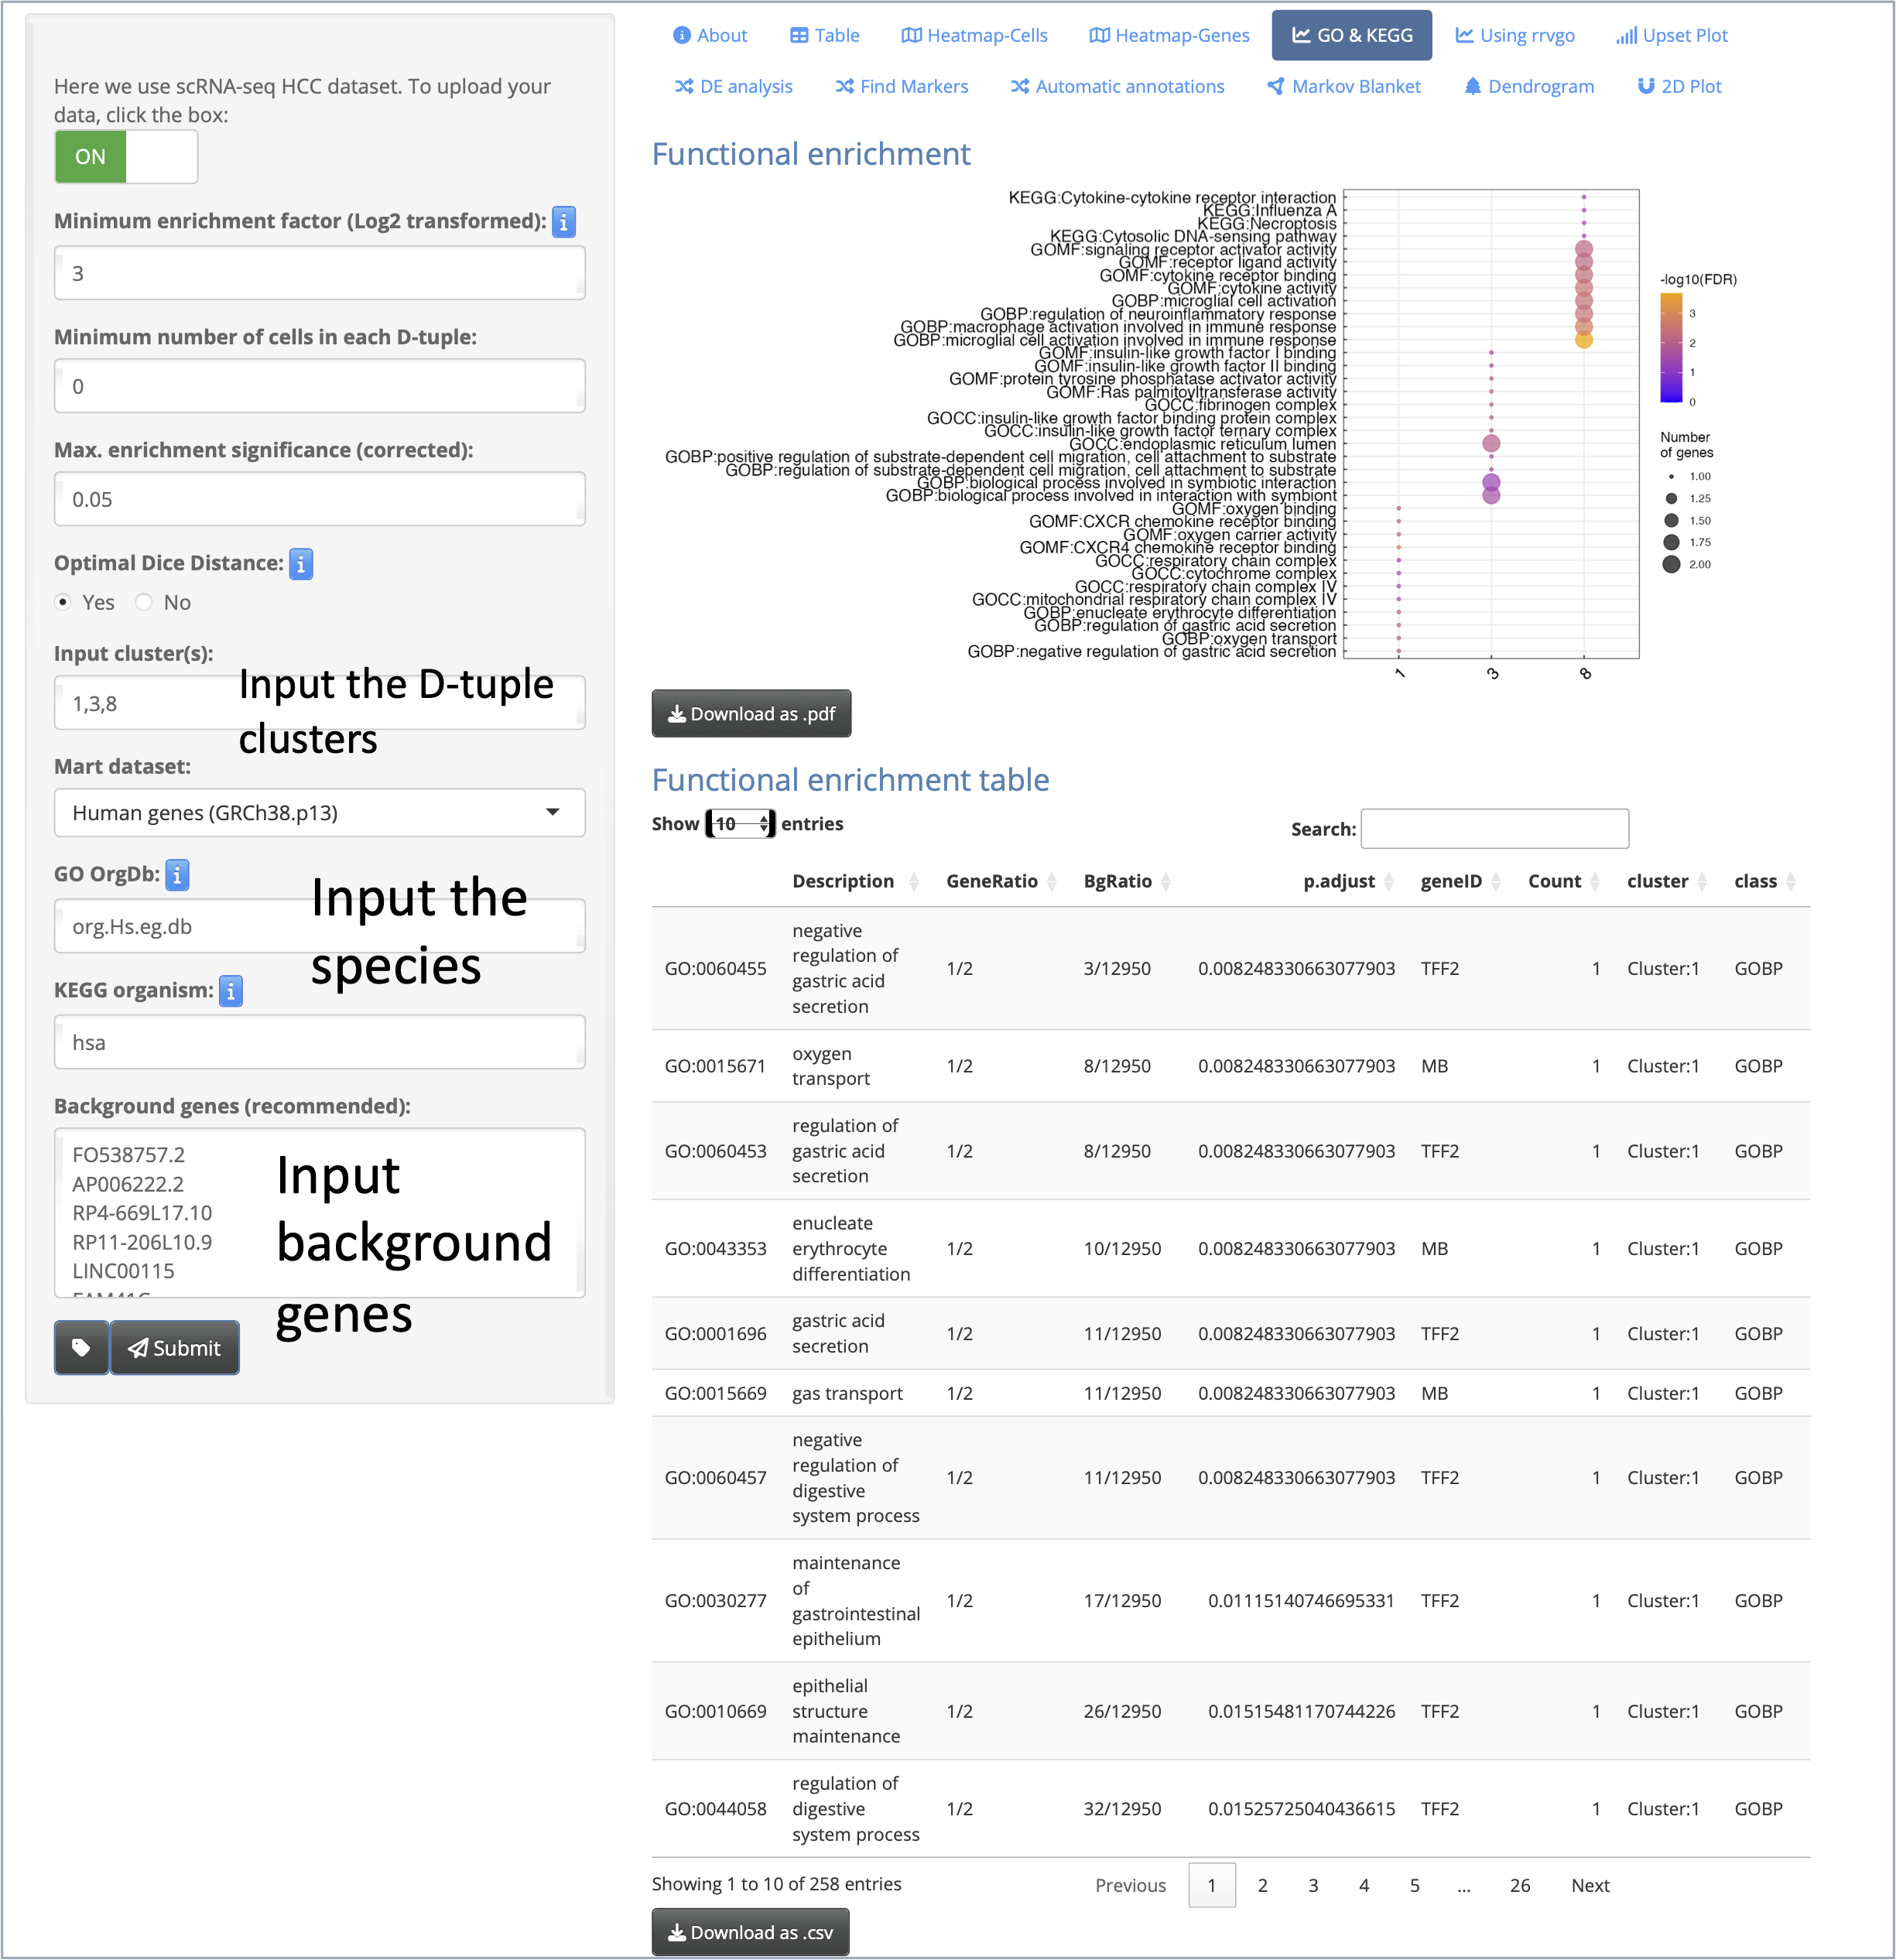 Here we use scRNA-seq HCC dataset. To upload your
data, click the box:
ON
Minimum enrichment factor (Log2 transformed): i
3
Minimum number of cells in each D-tuple:
0
Max. enrichment significance (corrected):
0.05
Optimal Dice Distance: i
Yes No
Input cluster(s):
1,3,8
Input the D-tuple
clusters
Mart dataset:
Human genes (GRCh38.p13)
GO OrgDb: i
org.Hs.eg.db
Input the
species
KEGG organism: i
hsa
Background genes (recommended):
FO538757.2
AP006222.2
RP4-669L17.10
RP11-206L10.9
LINC00115
Input
background
genes
Submit
About Table Heatmap-Cells Heatmap-Genes GO & KEGG Using rrvgo Upset Plot
DE analysis Find Markers Automatic annotations Markov Blanket Dendrogram 2D Plot
Functional enrichment
KEGG:Cytokine-cytokine receptor interaction
KEGG:Influenza A
KEGG:Necroptosis
KEGG:Cytosolic DNA-sensing pathway
GOMF:signaling receptor activator activity
GOMF:receptor ligand activity
GOMF:cytokine receptor binding
GOMF:cytokine activity
GOBP:microglial cell activation
GOBP:regulation of neuroinflammatory response
GOBP:macrophage activation involved in immune response
GOBP:microglial cell activation involved in immune response
GOMF:insulin-like growth factor I binding
GOMF:insulin-like growth factor II binding
GOMF:protein tyrosine phosphatase activator activity
GOMF:Ras palmitoyltransferase activity
GOCC:fibrinogen complex
GOCC:insulin-like growth factor binding protein complex
GOCC:insulin-like growth factor ternary complex
GOCC:endoplasmic reticulum lumen
GOBP:positive regulation of substrate-dependent cell migration, cell attachment to substrate
GOBP:regulation of substrate-dependent cell migration, cell attachment to substrate
GOBP:biological process involved in symbiotic interaction
GOBP:biological process involved in interaction with symbiont
GOMF:oxygen binding
GOMF:CXCR chemokine receptor binding
GOMF:oxygen carrier activity
GOMF:CXCR4 chemokine receptor binding
GOCC:respiratory chain complex
GOCC:cytochrome complex
GOCC:respiratory chain complex IV
GOCC:mitochondrial respiratory chain complex IV
GOBP:enucleate erythrocyte differentiation
GOBP:regulation of gastric acid secretion
GOBP:oxygen transport
GOBP:negative regulation of gastric acid secretion
1 3 8
-log10(FDR)
3
2
1
0
Number
of genes
1.00
1.25
1.50
1.75
2.00
Download as .pdf
Functional enrichment table
Show 10 entries Search:
Description GeneRatio BgRatio p.adjust geneID Count cluster class
GO:0060455 negative regulation of gastric acid secretion 1/2 3/12950 0.008248330663077903 TFF2 1 Cluster:1 GOBP
GO:0015671 oxygen transport 1/2 8/12950 0.008248330663077903 MB 1 Cluster:1 GOBP
GO:0060453 regulation of gastric acid secretion 1/2 8/12950 0.008248330663077903 TFF2 1 Cluster:1 GOBP
GO:0043353 enucleate erythrocyte differentiation 1/2 10/12950 0.008248330663077903 MB 1 Cluster:1 GOBP
GO:0001696 gastric acid secretion 1/2 11/12950 0.008248330663077903 TFF2 1 Cluster:1 GOBP
GO:0015669 gas transport 1/2 11/12950 0.008248330663077903 MB 1 Cluster:1 GOBP
GO:0060457 negative regulation of digestive system process 1/2 11/12950 0.008248330663077903 TFF2 1 Cluster:1 GOBP
GO:0030277 maintenance of gastrointestinal epithelium 1/2 17/12950 0.01115140746695331 TFF2 1 Cluster:1 GOBP
GO:0010669 epithelial structure maintenance 1/2 26/12950 0.01515481170744226 TFF2 1 Cluster:1 GOBP
GO:0044058 regulation of digestive system process 1/2 32/12950 0.01525725040436615 TFF2 1 Cluster:1 GOBP
Showing 1 to 10 of 258 entries Previous 1 2 3 4 5 ... 26 Next
Download as .csv